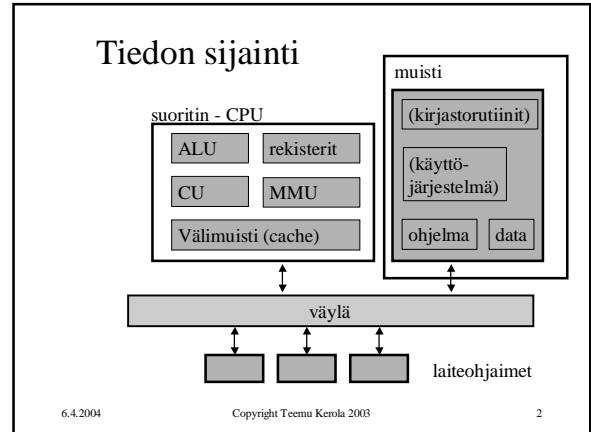 Tiedon sijainti
suoritin - CPU
ALU
rekisterit
CU
MMU
Välimuisti (cache)
muisti
(kirjastorutiinit)
(käyttö-
järjestelmä)
ohjelma
data
väylä
laiteohjaimet
6.4.2004
Copyright Teemu Kerola 2003
2